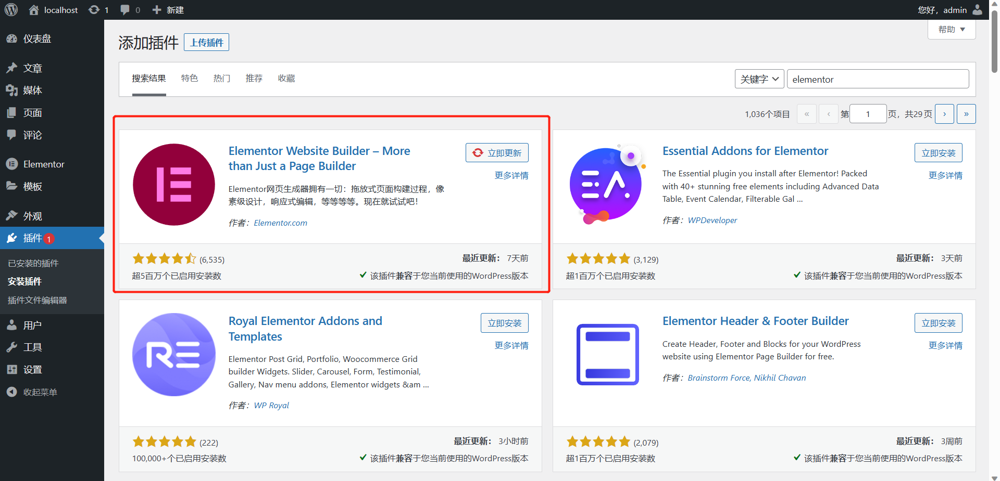 localhost 1 0 新建
您好，admin
帮助
仪表盘
文章
媒体
页面
评论
Elementor
模板
外观
插件 1
已安装的插件
安装插件
插件文件编辑器
用户
工具
设置
收起菜单
添加插件 上传插件
搜索结果 特色 热门 推荐 收藏
关键字 elementor
1,036个项目 « ‹ 第 1 页，共29页 › »
Elementor Website Builder – More
than Just a Page Builder
立即更新
更多详情
Elementor网页生成器拥有一切：拖放式页面构建过程，像
素级设计，响应式编辑，等等等等。现在就试试吧！
作者：Elementor.com
(6,535)
最近更新： 7天前
超5百万个已启用安装数
该插件兼容于您当前使用的WordPress版本
Essential Addons for Elementor
立即安装
更多详情
The Essential plugin you install after Elementor! Packed
with 40+ stunning free elements including Advanced Data
Table, Event Calendar, Filterable Gal ...
作者：WPDeveloper
(3,129)
最近更新： 3天前
超1百万个已启用安装数
该插件兼容于您当前使用的WordPress版本
RE
Royal Elementor Addons and
Templates
立即安装
更多详情
Elementor Post Grid, Portfolio, Woocommerce Grid
builder Widgets. Slider, Carousel, Form, Testimonial,
Gallery, Nav menu addons, Elementor widgets &am ...
作者：WP Royal
(222)
最近更新： 3小时前
100,000+个已启用安装数
该插件兼容于您当前使用的WordPress版本
Elementor Header & Footer Builder
立即安装
更多详情
Create Header, Footer and Blocks for your WordPress
website using Elementor Page Builder for free.
作者：Brainstorm Force, Nikhil Chavan
(2,079)
最近更新： 3周前
超1百万个已启用安装数
该插件兼容于您当前使用的WordPress版本